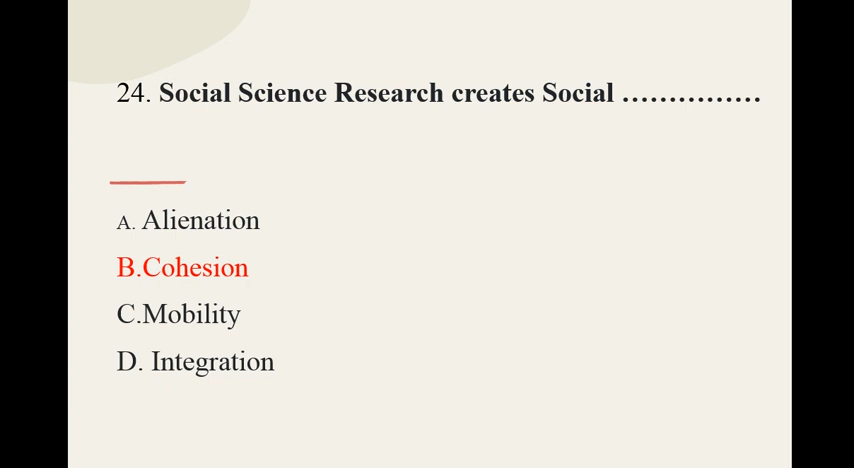 24. Social Science Research creates Social ……………
A. Alienation
B.Cohesion
C.Mobility
D. Integration